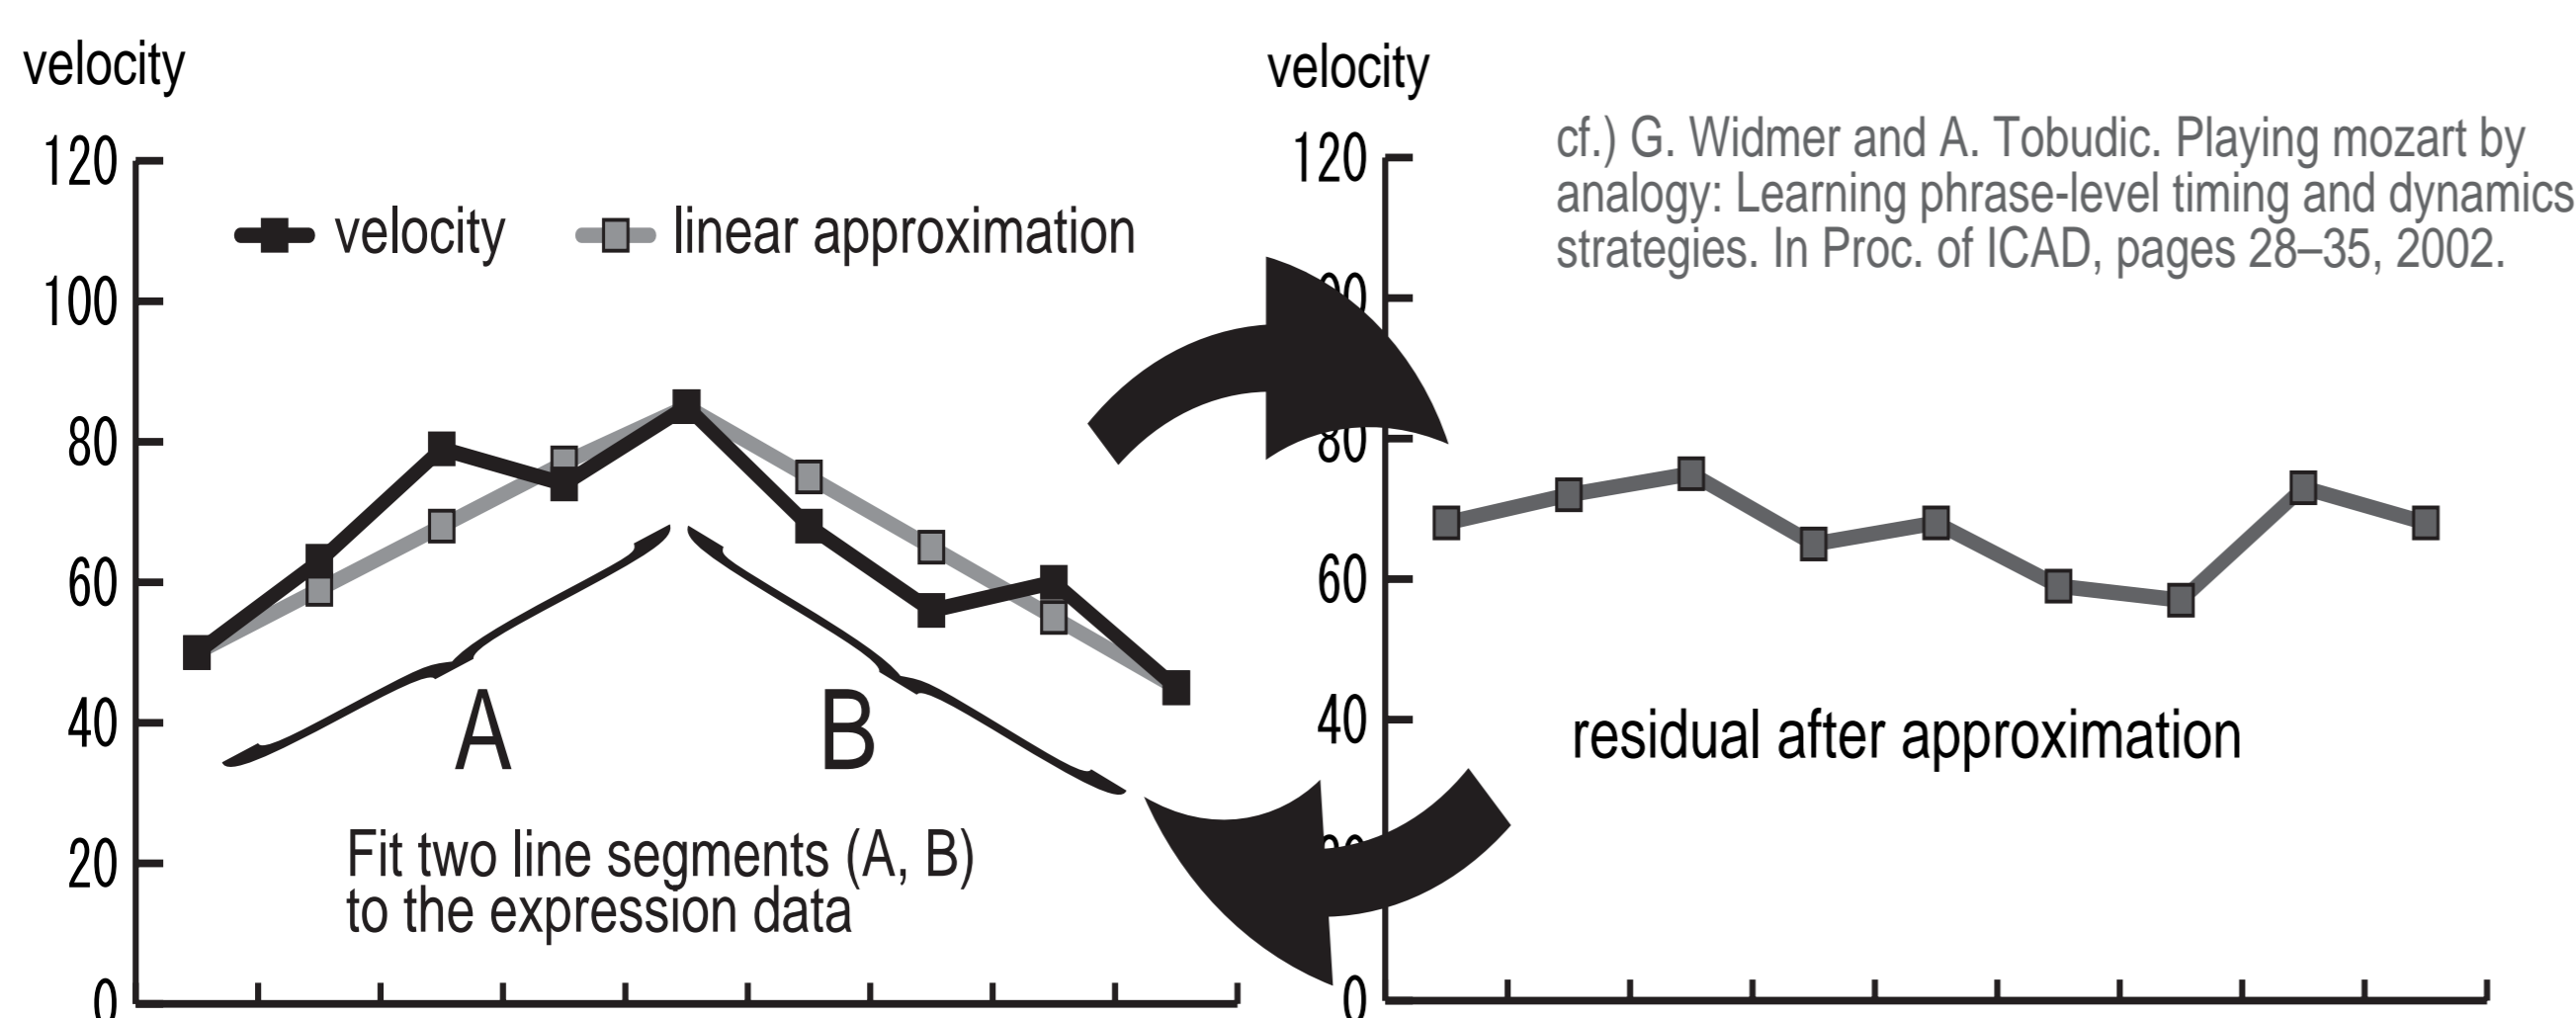 velocity
120
velocity
linear approximation
100
80
60
40
20
0
A
B
Fit two line segments (A, B)
to the expression data
velocity
120
80
60
40
0
cf.) G. Widmer and A. Tobudic. Playing mozart by
analogy: Learning phrase-level timing and dynamics
strategies. In Proc. of ICAD, pages 28–35, 2002.
residual after approximation